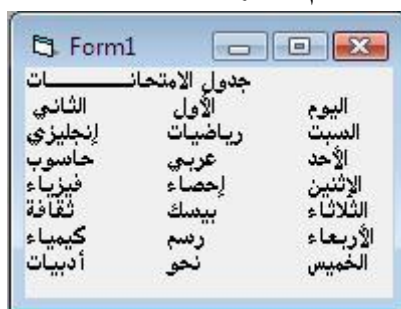 Form1
جدول الامتحانـــــــــات
اليوم الأول الثاني
السبت رياضيات إنجليزي
الأحد عربي حاسوب
الإثنين إحصاء فيزياء
الثلاثاء بيسك ثقافة
الأربعاء رسم كيمياء
الخميس نحو أدبيات